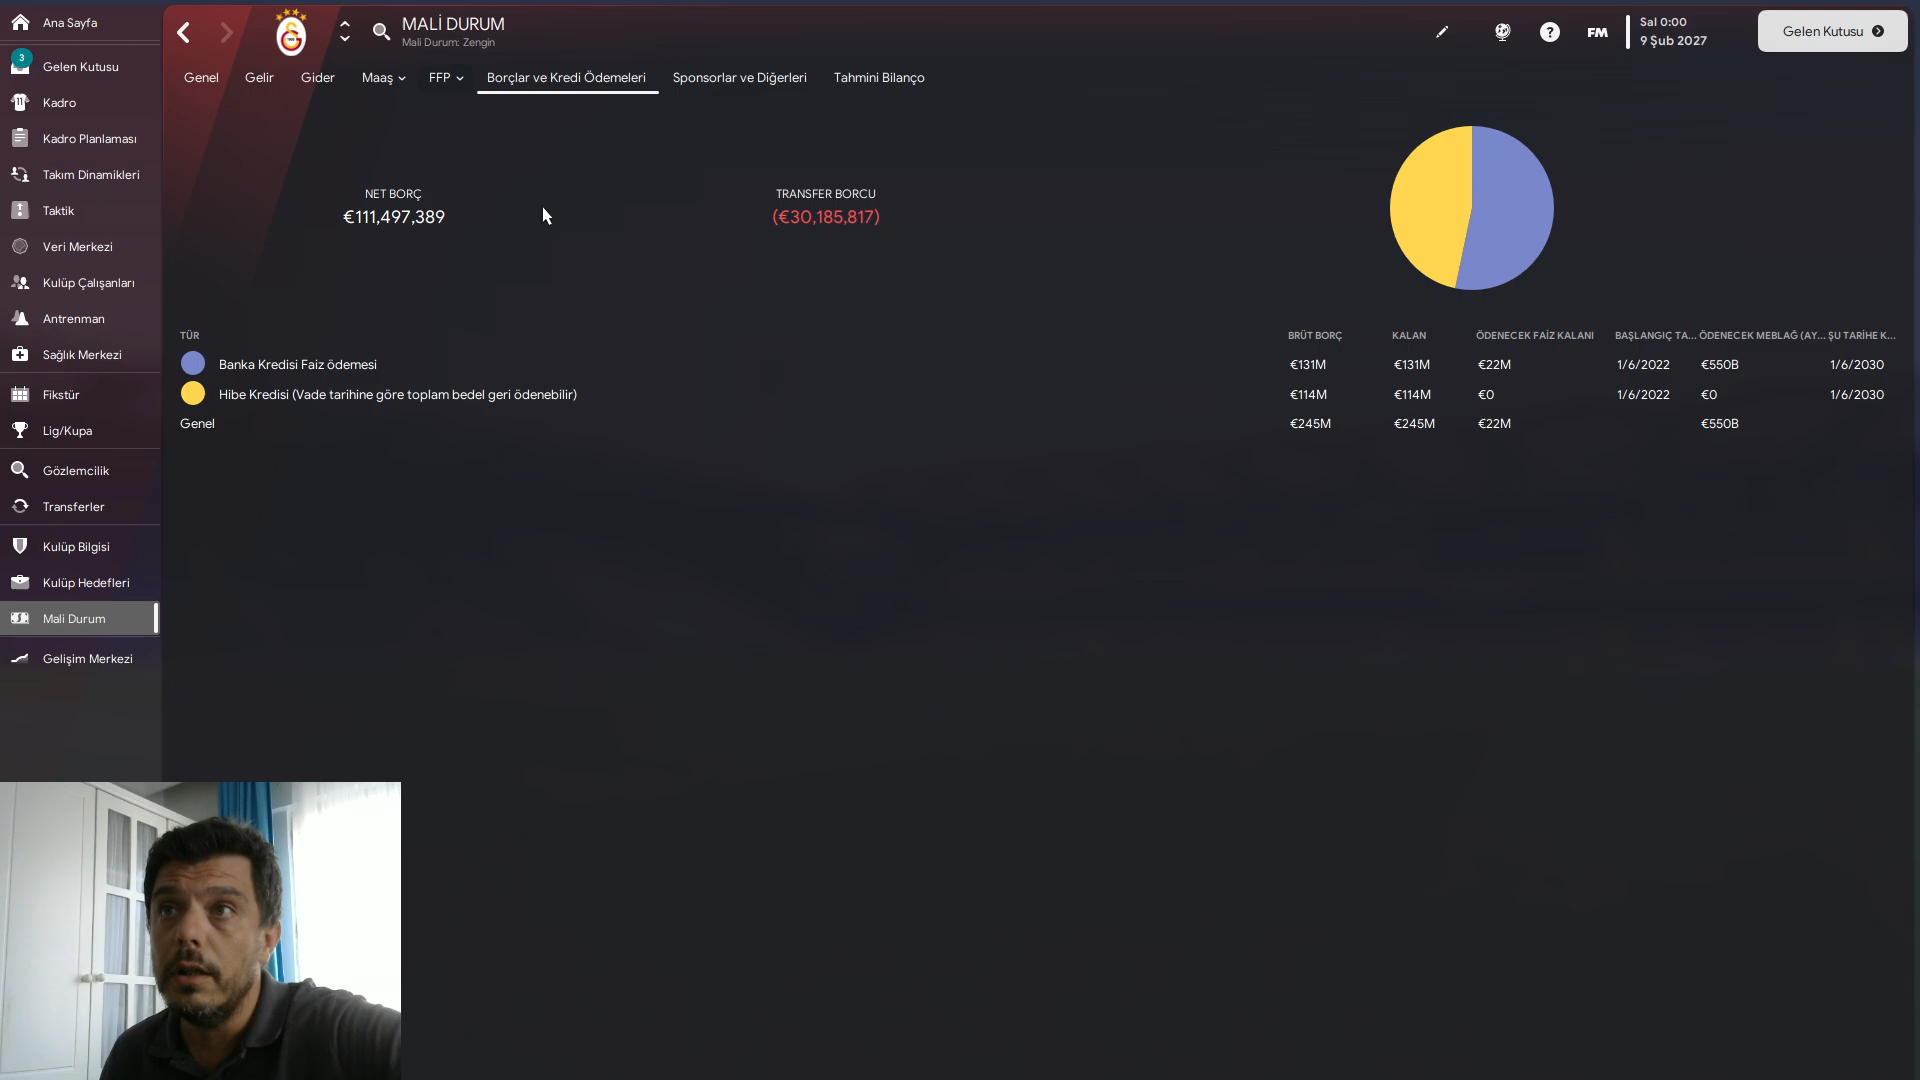 Ana Sayfa
3
Gelen Kutusu
Kadro
Kadro Planlaması
Takım Dinamikleri
Taktik
Veri Merkezi
Kulüp Çalışanları
Antrenman
Sağlık Merkezi
Fikstür
Lig/Kupa
Gözlemcilik
Transferler
Kulüp Bilgisi
Kulüp Hedefleri
Mali Durum
Gelişim Merkezi
MALİ DURUM
Mali Durum: Zengin
FM
Sal 0:00
9 Şub 2027
Gelen Kutusu
Genel Gelir Gider Maaş FFP Borçlar ve Kredi Ödemeleri Sponsorlar ve Diğerleri Tahmini Bilanço
NET BORÇ
€111,497,389
TRANSFER BORCU
(€30,185,817)
TÜR BRÜT BORÇ KALAN ÖDENECEK FAİZ KALANI BAŞLANGIÇ TA... ÖDENECEK MEBLAĞ (AY... ŞU TARİHE K...
Banka Kredisi Faiz ödemesi €131M €131M €22M 1/6/2022 €550B 1/6/2030
Hibe Kredisi (Vade tarihine göre toplam bedel geri ödenebilir) €114M €114M €0 1/6/2022 €0 1/6/2030
Genel €245M €245M €22M €550B